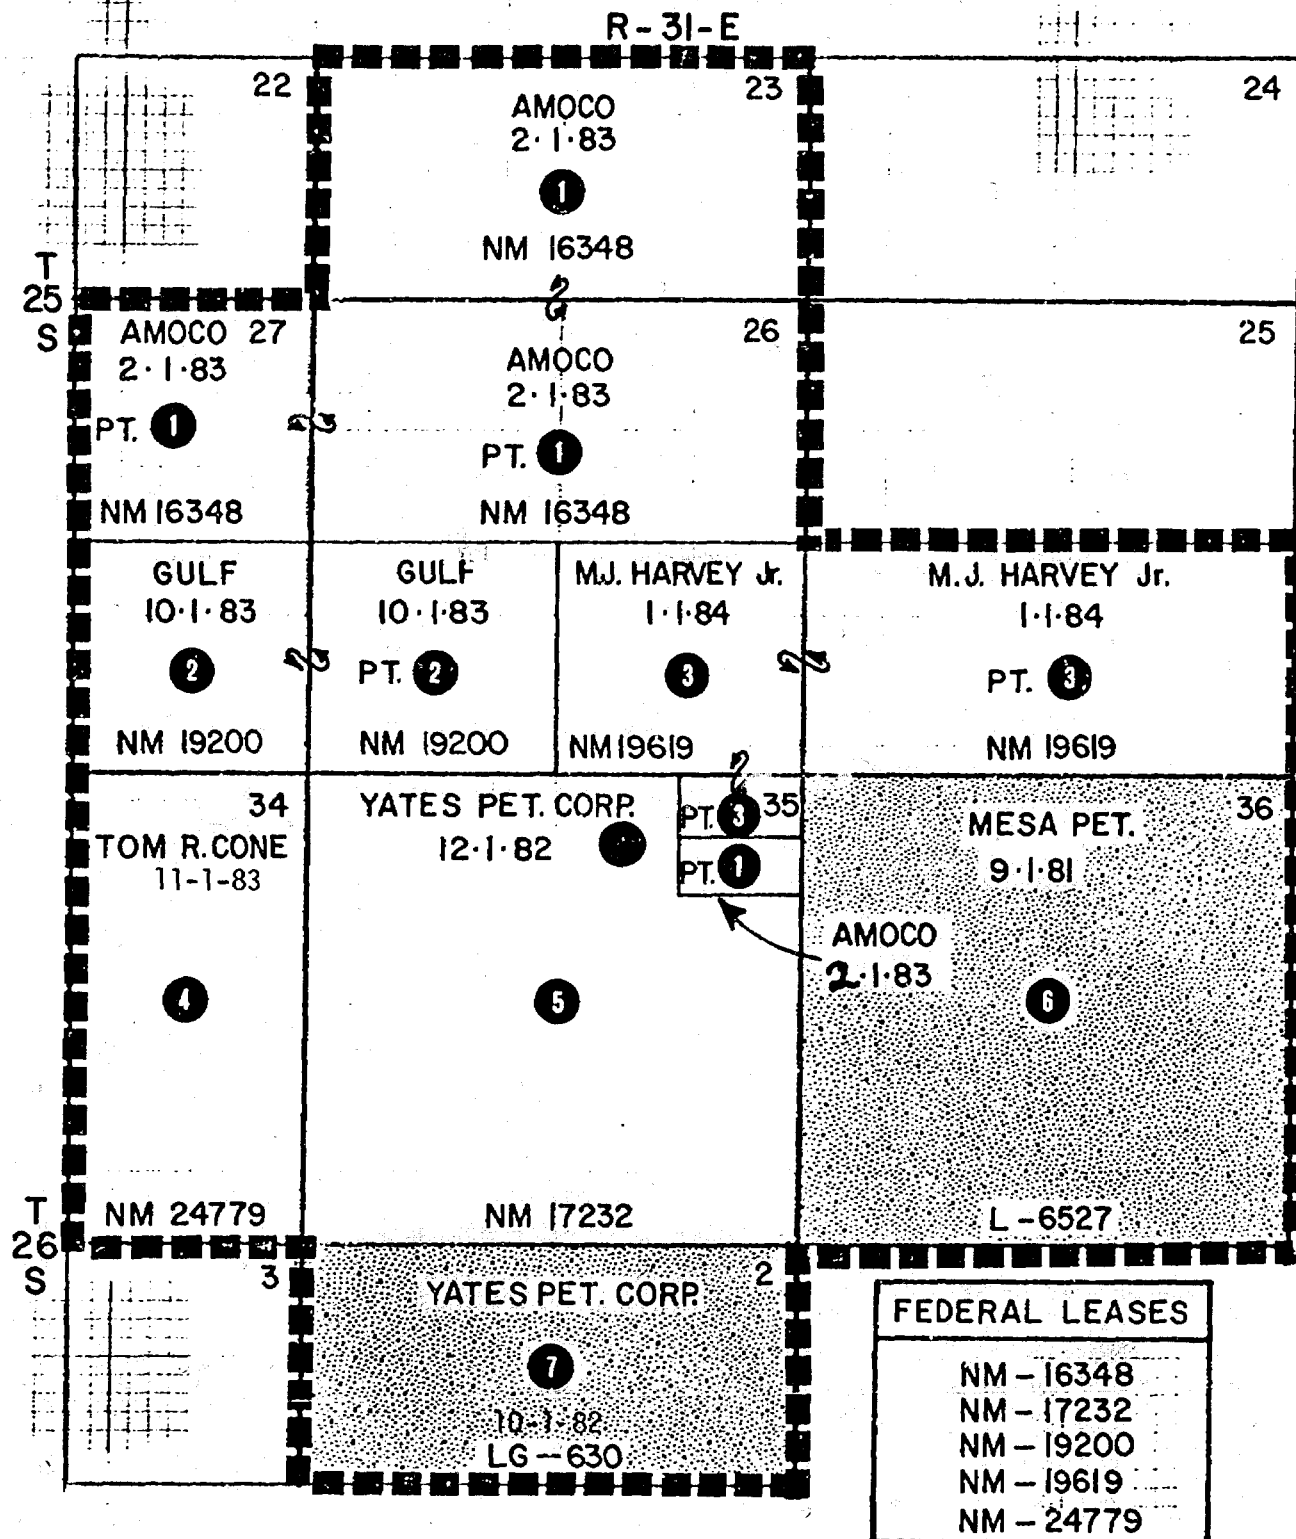 R-31-E
22
23
24
AMOCO
2·1·83
1
NM 16348
T
25
S
AMOCO 27
2·1·83
PT. 1
NM 16348
26
AMOCO
2·1·83
PT. 1
NM 16348
25
GULF
10·1·83
2
NM 19200
GULF
10·1·83
PT. 2
NM 19200
M.J. HARVEY Jr.
1·1·84
3
NM 19619
M.J. HARVEY Jr.
1·1·84
PT. 3
NM 19619
34
TOM R. CONE
11-1-83
4
NM 24779
YATES PET. CORP.
12·1·82
5
NM 17232
35
PT. 3
PT. 1
AMOCO
2·1·83
36
MESA PET.
9·1·81
6
L-6527
T
26
S
3
2
YATES PET. CORP.
7
10-1-82
LG-630
FEDERAL LEASES
NM-16348
NM-17232
NM-19200
NM-19619
NM-24779